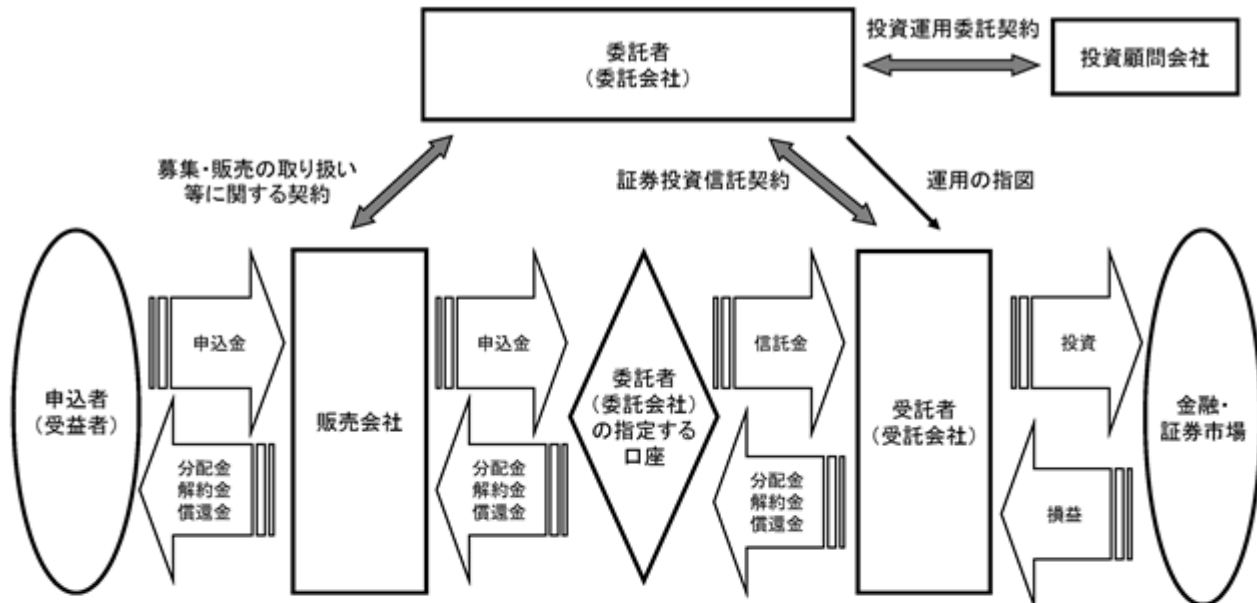 委託者
(委託会社)
投資運用委託契約
投資顧問会社
募集・販売の取り扱い
等に関する契約
証券投資信託契約
運用の指図
申込者
(受益者)
申込金
分配金
解約金
償還金
販売会社
申込金
分配金
解約金
償還金
委託者
(委託会社)
の指定する
口座
信託金
分配金
解約金
償還金
受託者
(受託会社)
投資
損益
金融・
証券市場